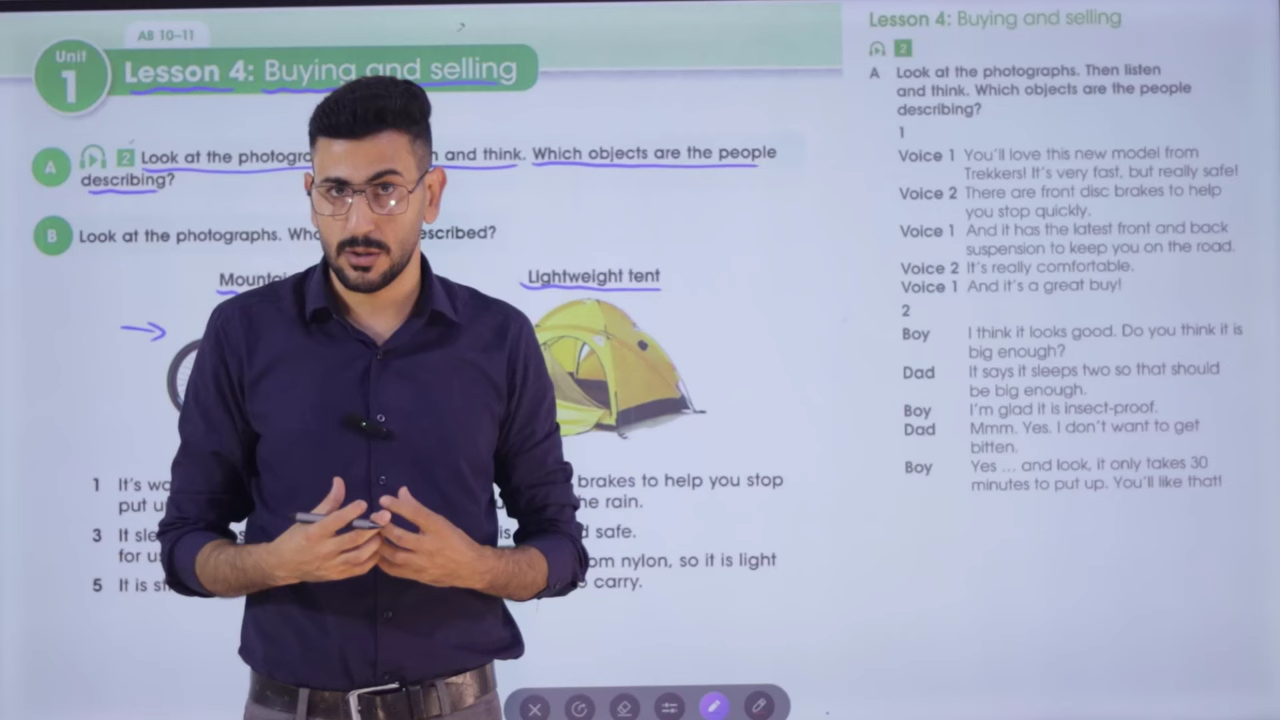 AB 10–11
Unit
1
Lesson 4: Buying and selling
A 2 Look at the and think. Which objects are the people
describing?
B Look at the photographs.
Lightweight tent
1 It's brakes to help you stop
put the rain.
3 It safe.
for nylon, so it is light
5 It is carry.
Lesson 4: Buying and selling
2
A Look at the photographs. Then listen
and think. Which objects are the people
describing?
1
Voice 1 You'll love this new model from
Trekkers! It's very fast, but really safe!
Voice 2 There are front disc brakes to help
you stop quickly.
Voice 1 And it has the latest front and back
suspension to keep you on the road.
Voice 2 It's really comfortable.
Voice 1 And it's a great buy!
2
Boy I think it looks good. Do you think it is
big enough?
Dad It says it sleeps two so that should
be big enough.
Boy I'm glad it is insect-proof.
Dad Mmm. Yes. I don't want to get
bitten.
Boy Yes ... and look, it only takes 30
minutes to put up. You'll like that!